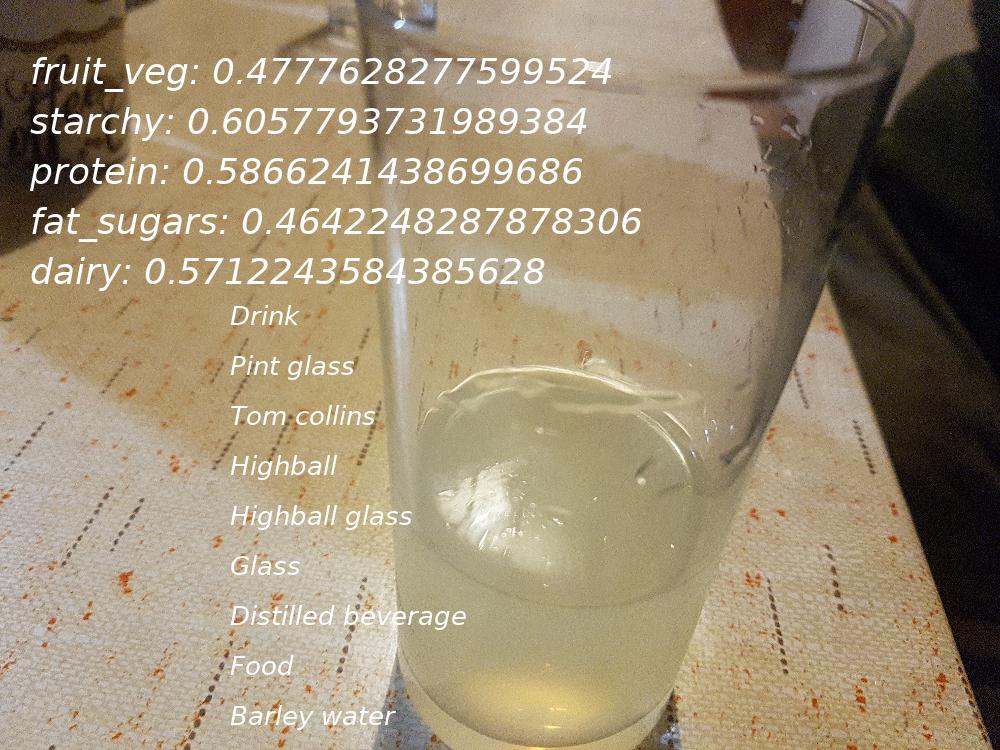 fruit_veg: 0.4777628277599524
starchy: 0.6057793731989384
protein: 0.5866241438699686
fat_sugars: 0.4642248287878306
dairy: 0.5712243584385628
Drink
Pint glass
Tom collins
Highball
Highball glass
Glass
Distilled beverage
Food
Barley water